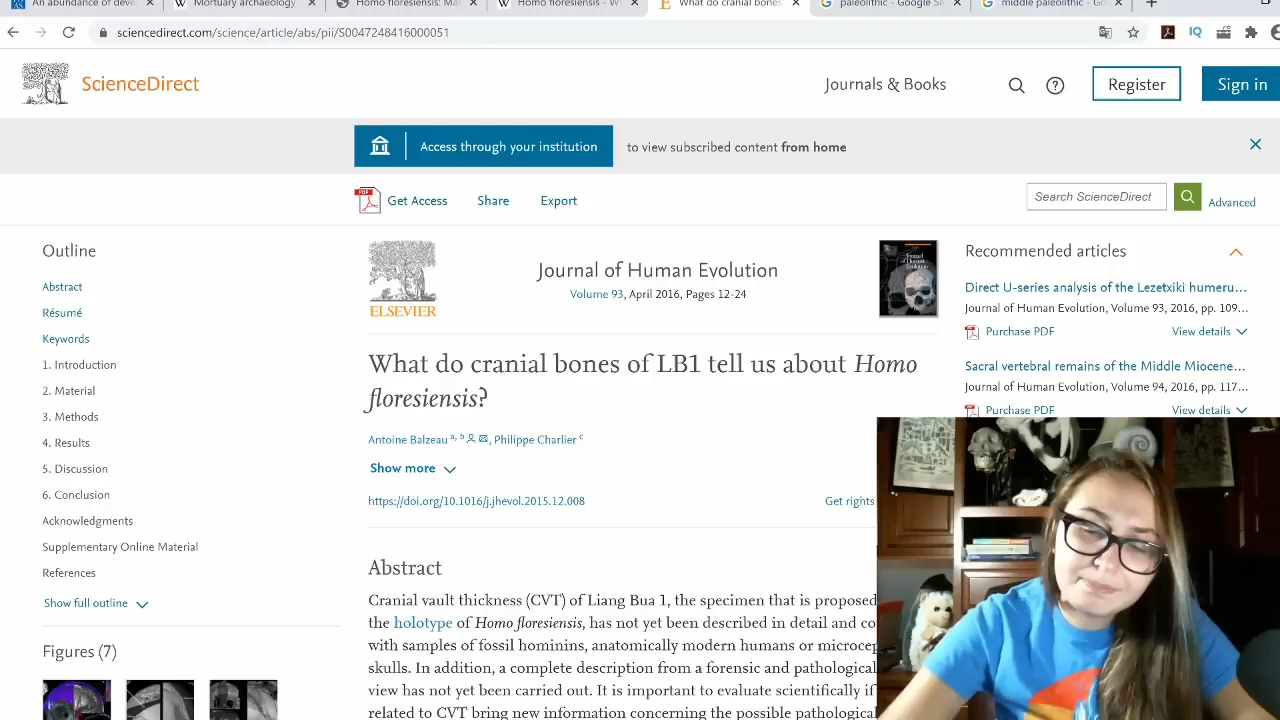 An abundance of deve
Mortuary archaeology
Homo floresiensis: Ma
Homo floresiensis - W
What do cranial bones
paleolithic - Google Se
middle paleolithic - G
sciencedirect.com/science/article/abs/pii/S0047248416000051
IQ
ScienceDirect
Journals & Books
Register
Sign in
Access through your institution
to view subscribed content from home
PDF
Get Access
Share
Export
Search ScienceDirect
Advanced
Outline
Abstract
Résumé
Keywords
1. Introduction
2. Material
3. Methods
4. Results
5. Discussion
6. Conclusion
Acknowledgments
Supplementary Online Material
References
Show full outline
Figures (7)
ELSEVIER
Journal of Human Evolution
Volume 93, April 2016, Pages 12-24
What do cranial bones of LB1 tell us about Homo
floresiensis?
Antoine Balzeau a, b, Philippe Charlier c
Show more
https://doi.org/10.1016/j.jhevol.2015.12.008
Get rights
Abstract
Cranial vault thickness (CVT) of Liang Bua 1, the specimen that is proposed
the holotype of Homo floresiensis, has not yet been described in detail and co
with samples of fossil hominins, anatomically modern humans or microcep
skulls. In addition, a complete description from a forensic and pathological
view has not yet been carried out. It is important to evaluate scientifically if
related to CVT bring new information concerning the possible pathological
Recommended articles
Direct U-series analysis of the Lezetxiki humeru...
Journal of Human Evolution, Volume 93, 2016, pp. 109...
Purchase PDF
View details
Sacral vertebral remains of the Middle Miocene...
Journal of Human Evolution, Volume 94, 2016, pp. 117...
Purchase PDF
View details